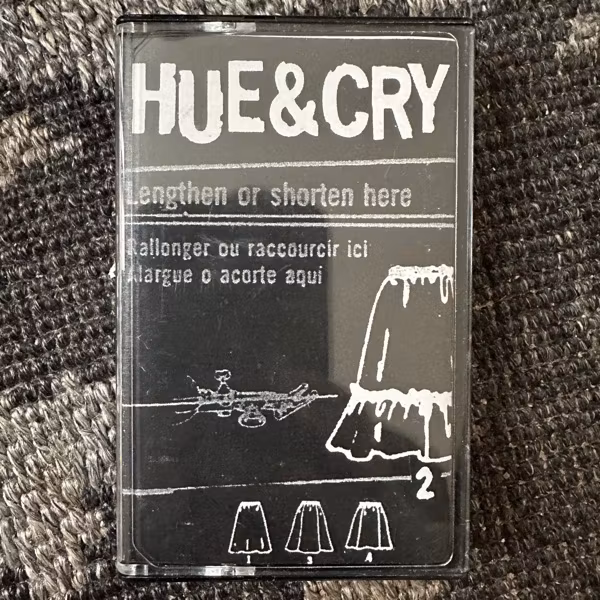 HUE&CRY
Lengthen or shorten here
Rallonger ou raccourcir ici
Alargue o acorte aqui
2
1 3 4